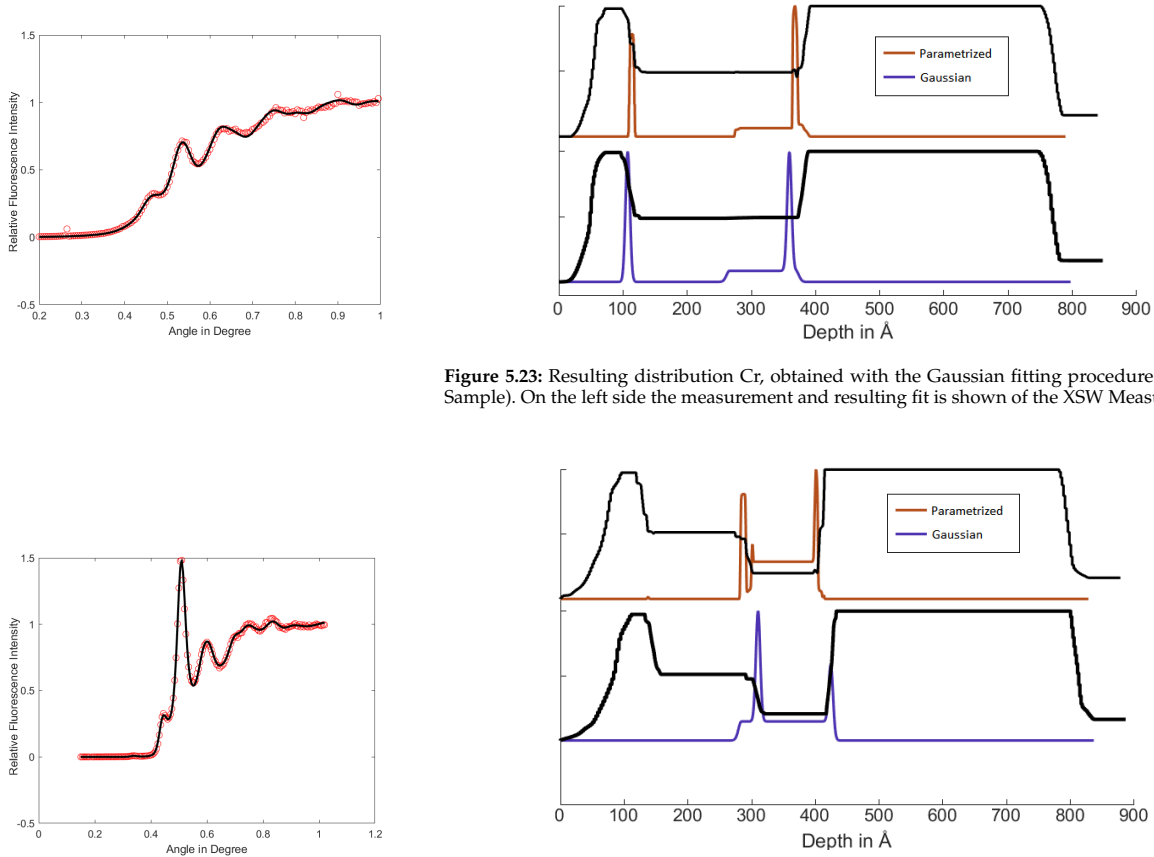 Relative Fluorescence Intensity
1.5
1
0.5
0
-0.5
0.2 0.3 0.4 0.5 0.6 0.7 0.8 0.9 1
Angle in Degree
Parametrized
Gaussian
0 100 200 300 400 500 600 700 800 900
Depth in Å
Figure 5.23: Resulting distribution Cr, obtained with the Gaussian fitting procedure
Sample). On the left side the measurement and resulting fit is shown of the XSW Meas
Relative Fluorescence Intensity
1.5
1
0.5
0
-0.5
0 0.2 0.4 0.6 0.8 1 1.2
Angle in Degree
Parametrized
Gaussian
0 100 200 300 400 500 600 700 800 900
Depth in Å